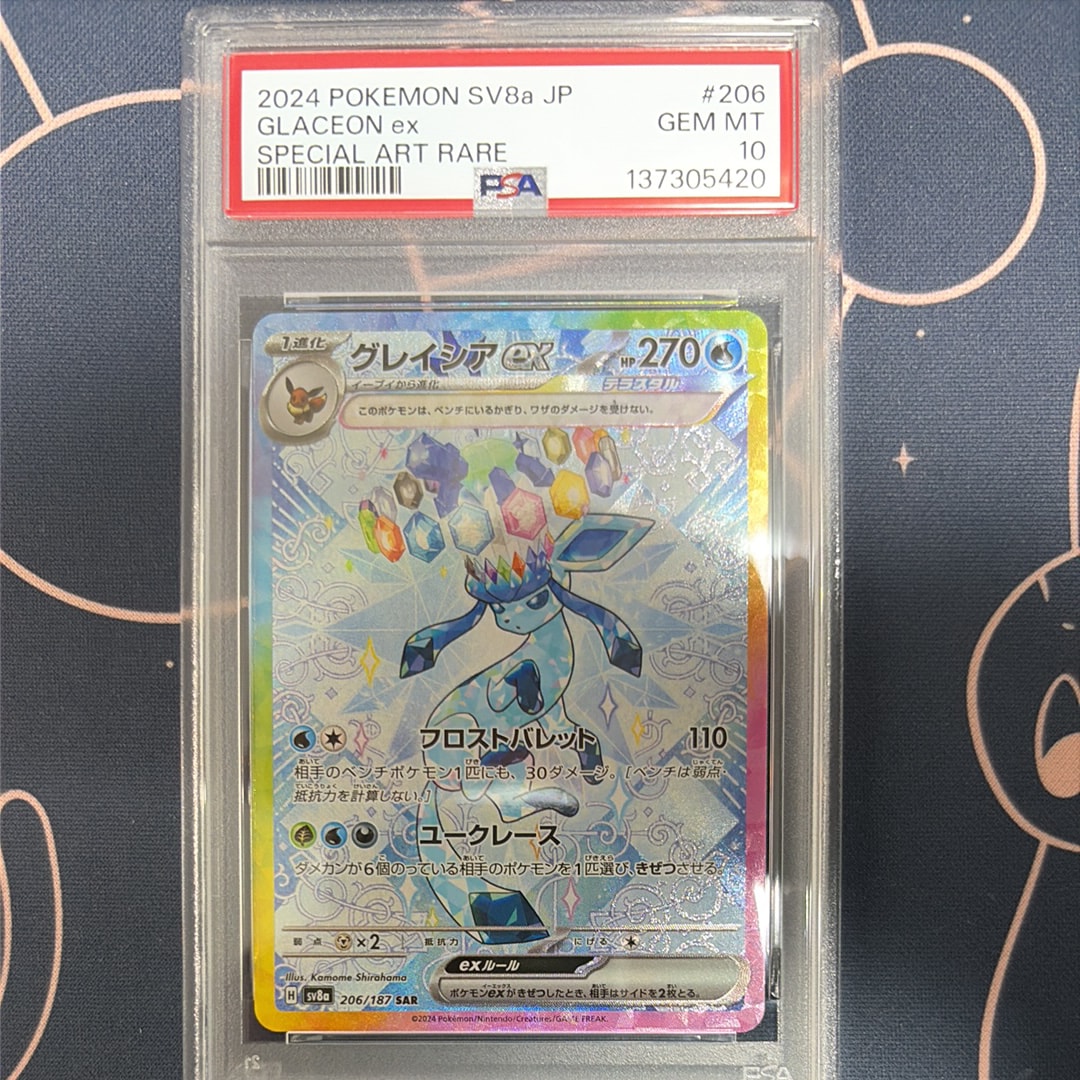 2024 POKEMON SV8a JP #206
GLACEON ex GEM MT
SPECIAL ART RARE 10
PSA 137305420
1進化 グレイシアex HP270
イーブイから進化 テラスタル
このポケモンは、ベンチにいるかぎり、ワザのダメージを受けない。
フロストバレット 110
相手のベンチポケモン1匹にも、30ダメージ。[ベンチは弱点・
抵抗力を計算しない。]
ユークレース
ダメカンが6個のっている相手のポケモンを1匹選び、きぜつさせる。
弱点 ×2 抵抗力 にげる
Illus. Kamome Shirahama
exルール
ポケモンexがきぜつしたとき、相手はサイドを2枚とる。
H sv8a 206/187 SAR
©2024 Pokémon/Nintendo/Creatures/GAME FREAK.